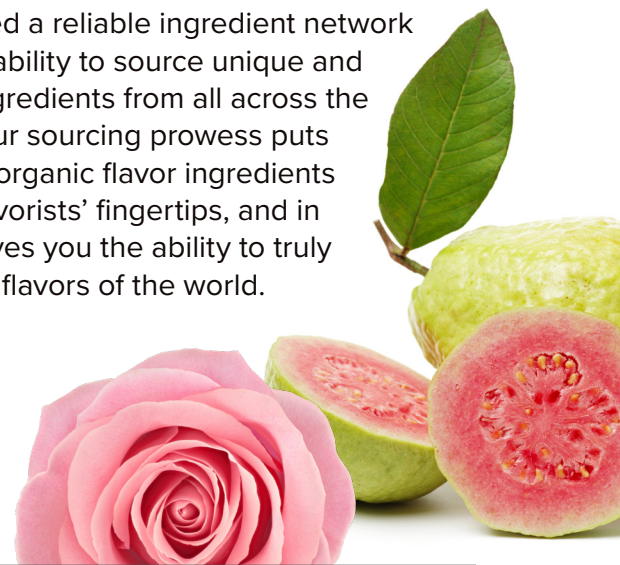 ed a reliable ingredient network
ability to source unique and
gredients from all across the
ur sourcing prowess puts
organic flavor ingredients
vorists’ fingertips, and in
ves you the ability to truly
flavors of the world.